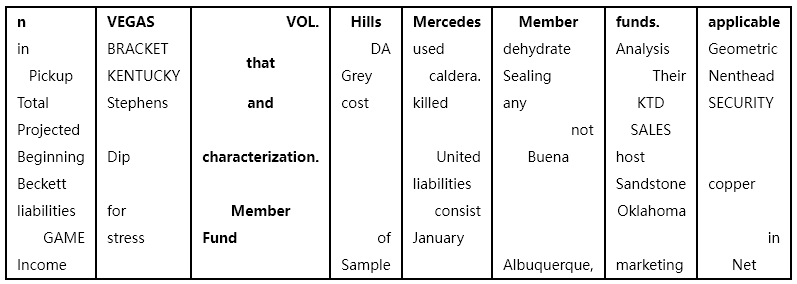 n VEGAS VOL. Hills Mercedes Member funds. applicable
in BRACKET that DA used dehydrate Analysis Geometric
Pickup KENTUCKY Grey caldera. Sealing Their Nenthead
Total Stephens and cost killed any KTD SECURITY
Projected not SALES
Beginning Dip characterization. United Buena host
Beckett liabilities Sandstone copper
liabilities for Member consist Oklahoma
GAME stress Fund of January in
Income Sample Albuquerque, marketing Net